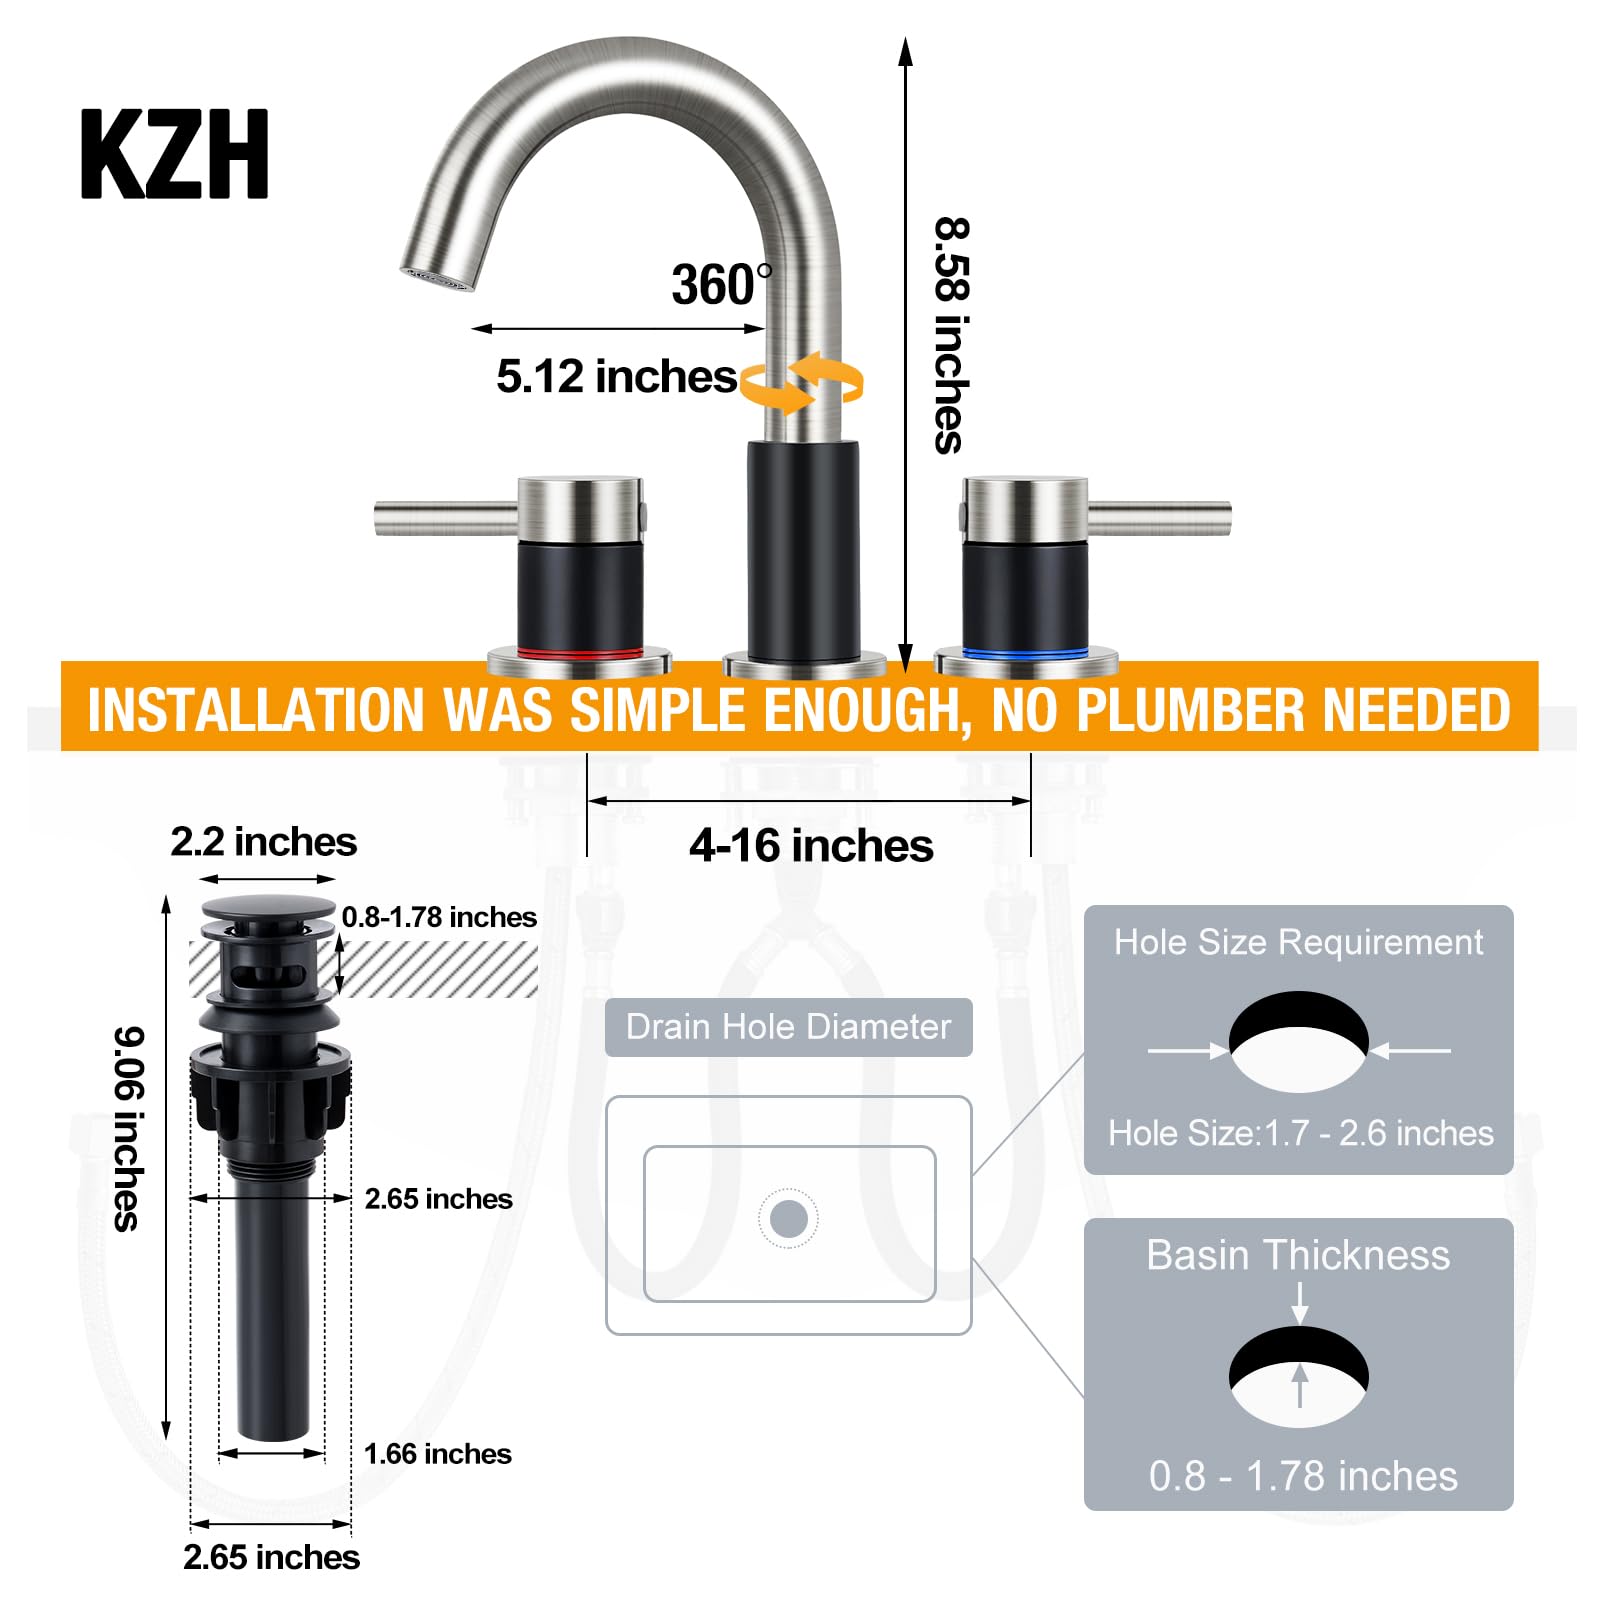 KZH
360°
5.12 inches
8.58 inches
INSTALLATION WAS SIMPLE ENOUGH, NO PLUMBER NEEDED
4-16 inches
2.2 inches
0.8-1.78 inches
9.06 inches
2.65 inches
1.66 inches
2.65 inches
Drain Hole Diameter
Hole Size Requirement
Hole Size:1.7 - 2.6 inches
Basin Thickness
0.8 - 1.78 inches